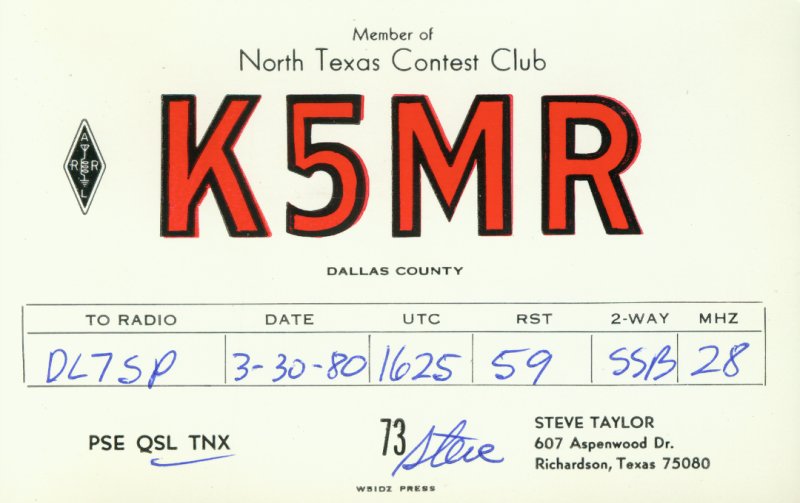 Member of
North Texas Contest Club
K5MR
A
R R
L
DALLAS COUNTY
TO RADIO DATE UTC RST 2-WAY MHZ
DL7SP 3-30-80 1625 59 SSB 28
PSE QSL TNX
73 Steve
STEVE TAYLOR
607 Aspenwood Dr.
Richardson, Texas 75080
W5IDZ PRESS